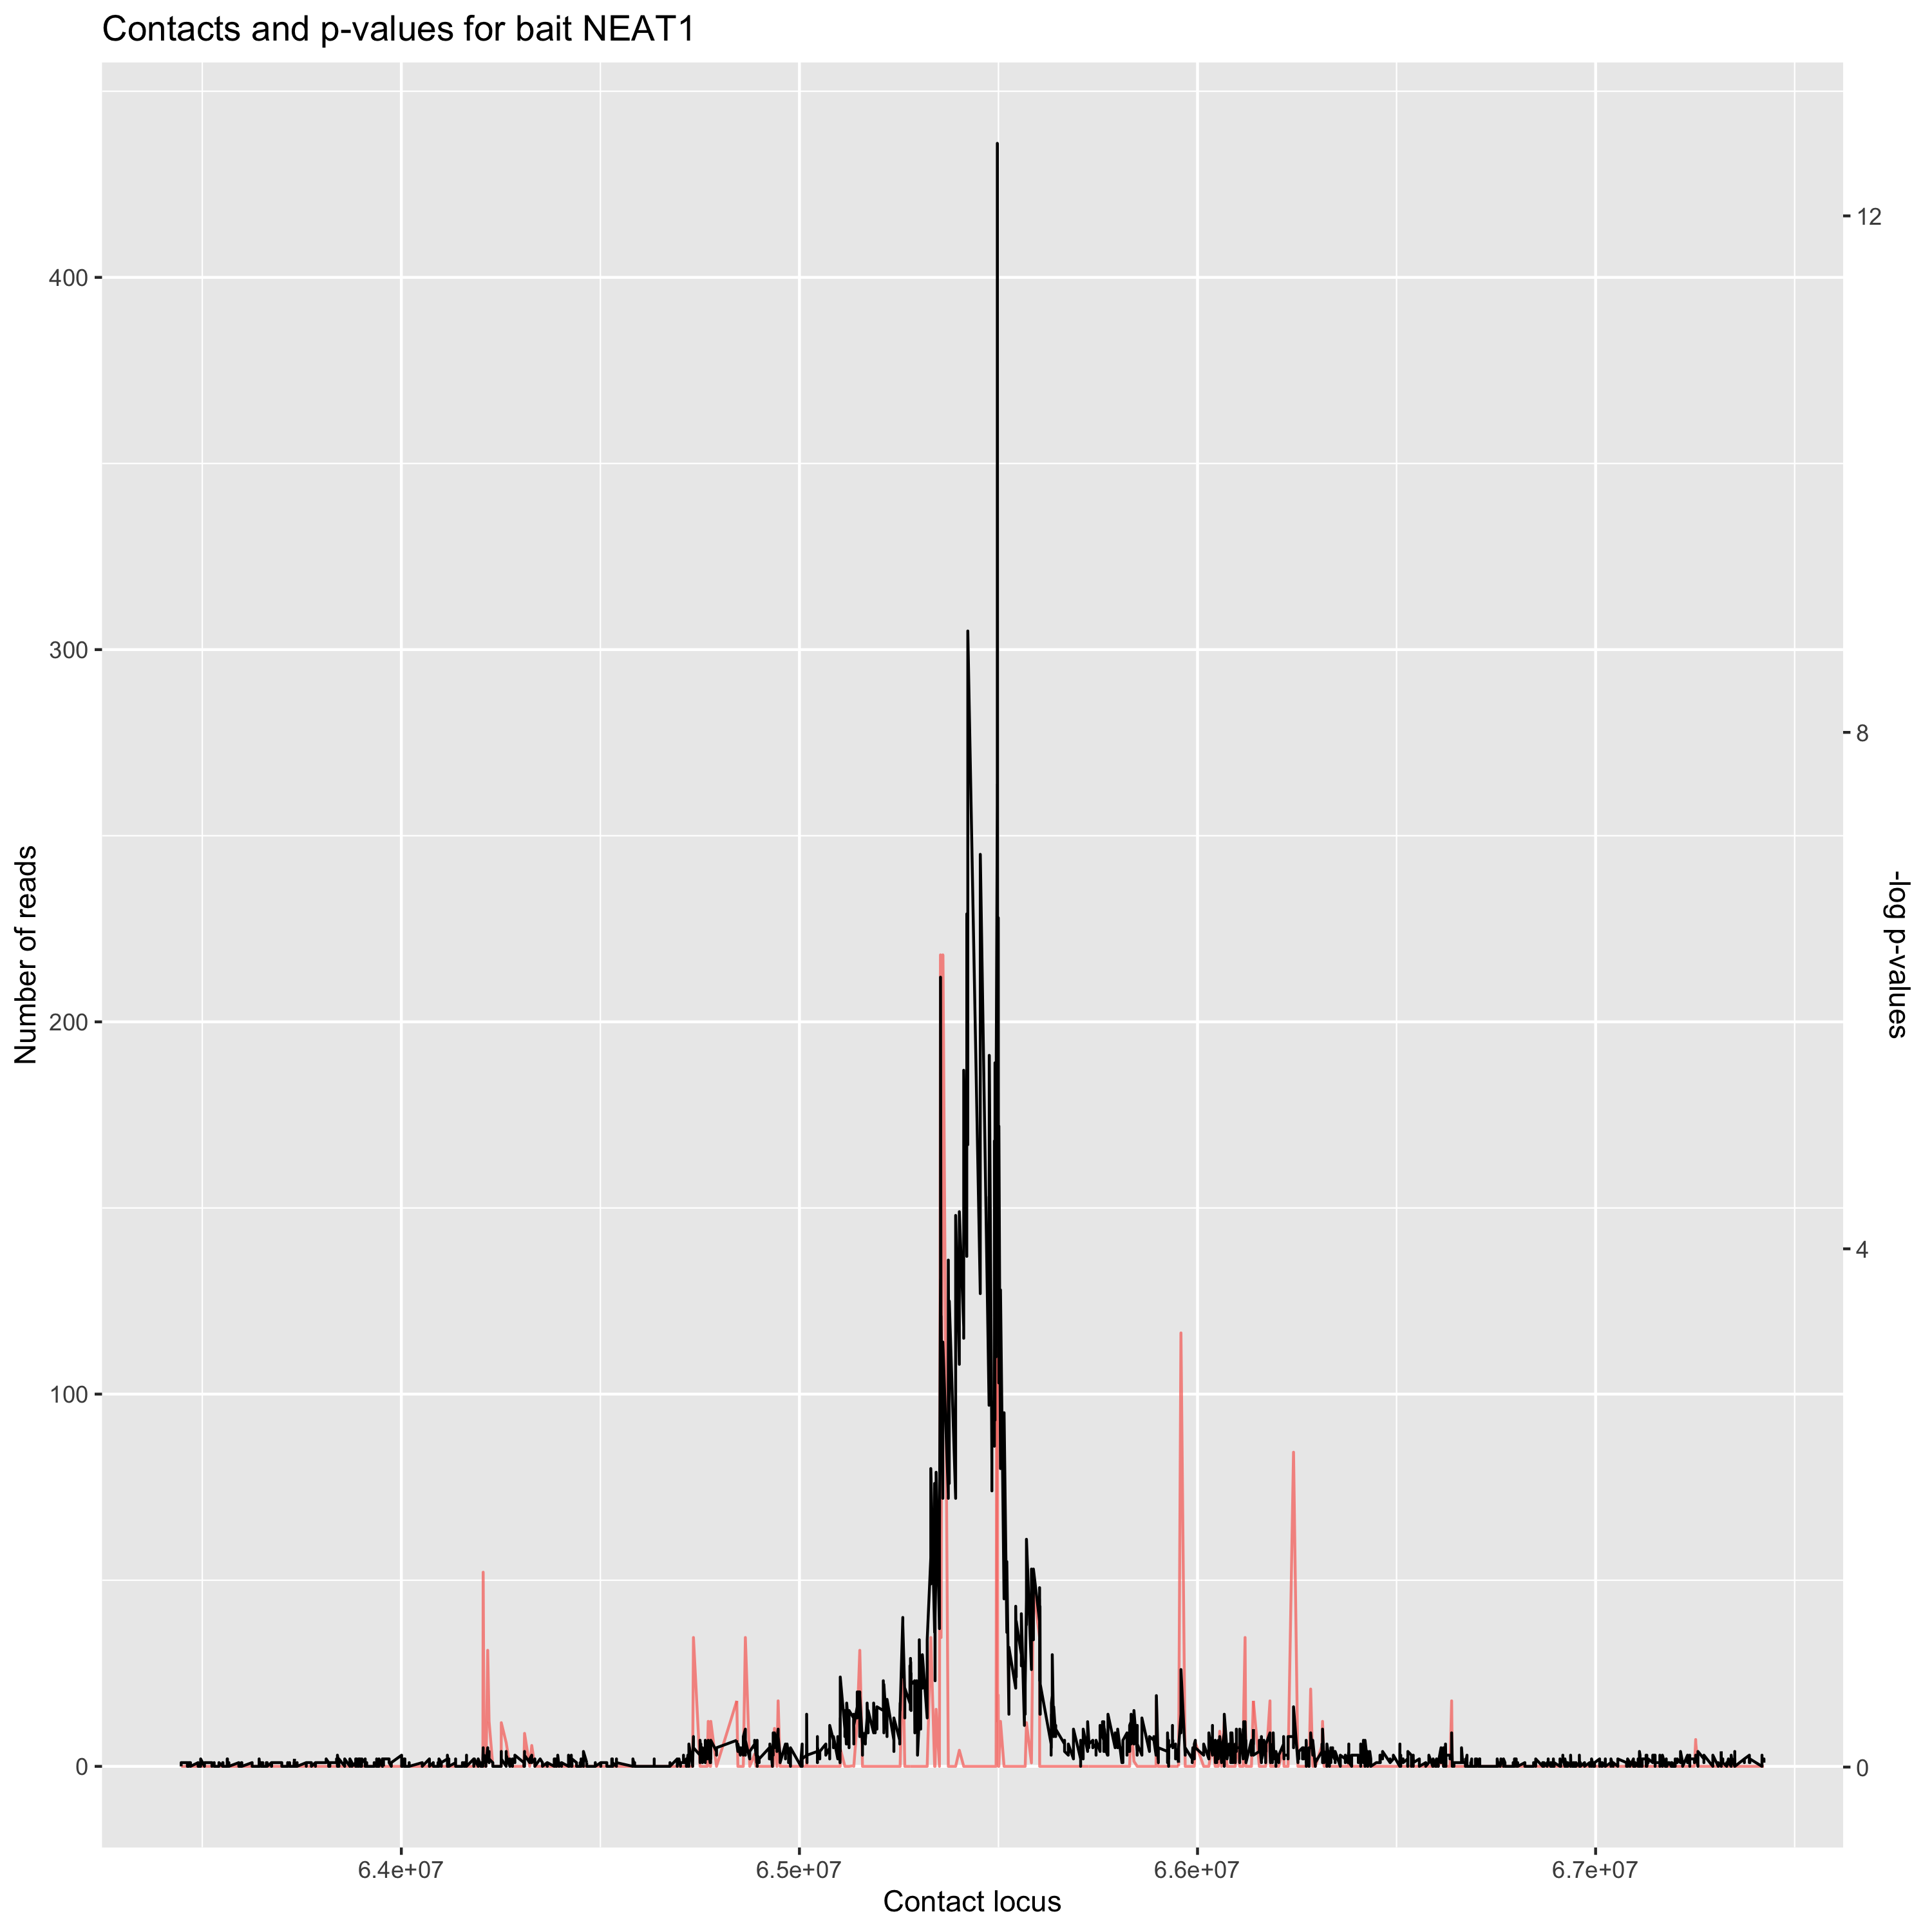 Contacts and p-values for bait NEAT1
400
300
200
100
0
Number of reads
12
8
4
0
-log p-values
6.4e+07
6.5e+07
6.6e+07
6.7e+07
Contact locus